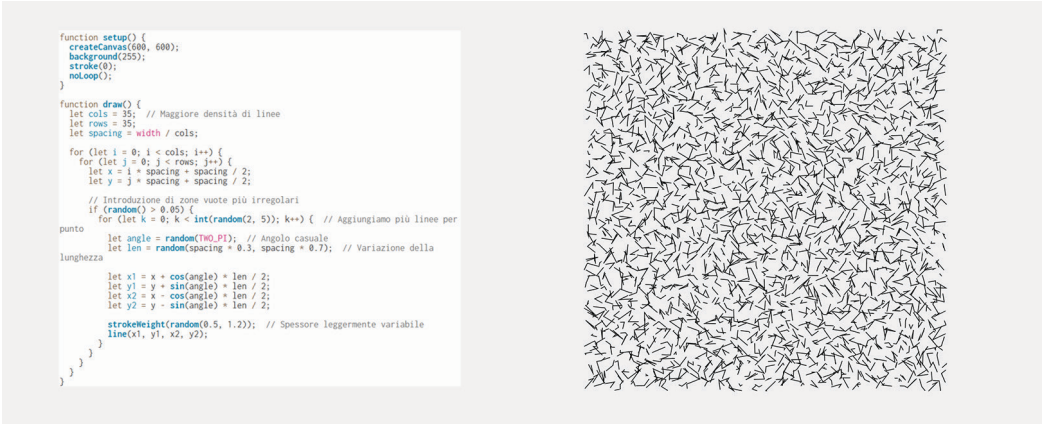 function setup() {
createCanvas(600, 600);
background(255);
stroke(0);
noLoop();
}
function draw() {
let cols = 35;  // Maggiore densità di linee
let rows = 35;
let spacing = width / cols;
for (let i = 0; i < cols; i++) {
for (let j = 0; j < rows; j++) {
let x = i * spacing + spacing / 2;
let y = j * spacing + spacing / 2;
// Introduzione di zone vuote più irregolari
if (random() > 0.05) {
for (let k = 0; k < int(random(2, 5)); k++) {  // Aggiungiamo più linee per
punto
let angle = random(TWO_PI);  // Angolo casuale
let len = random(spacing * 0.3, spacing * 0.7);  // Variazione della
lunghezza
let x1 = x + cos(angle) * len / 2;
let y1 = y + sin(angle) * len / 2;
let x2 = x - cos(angle) * len / 2;
let y2 = y - sin(angle) * len / 2;
strokeWeight(random(0.5, 1.2));  // Spessore leggermente variabile
line(x1, y1, x2, y2);
}
}
}
}
}